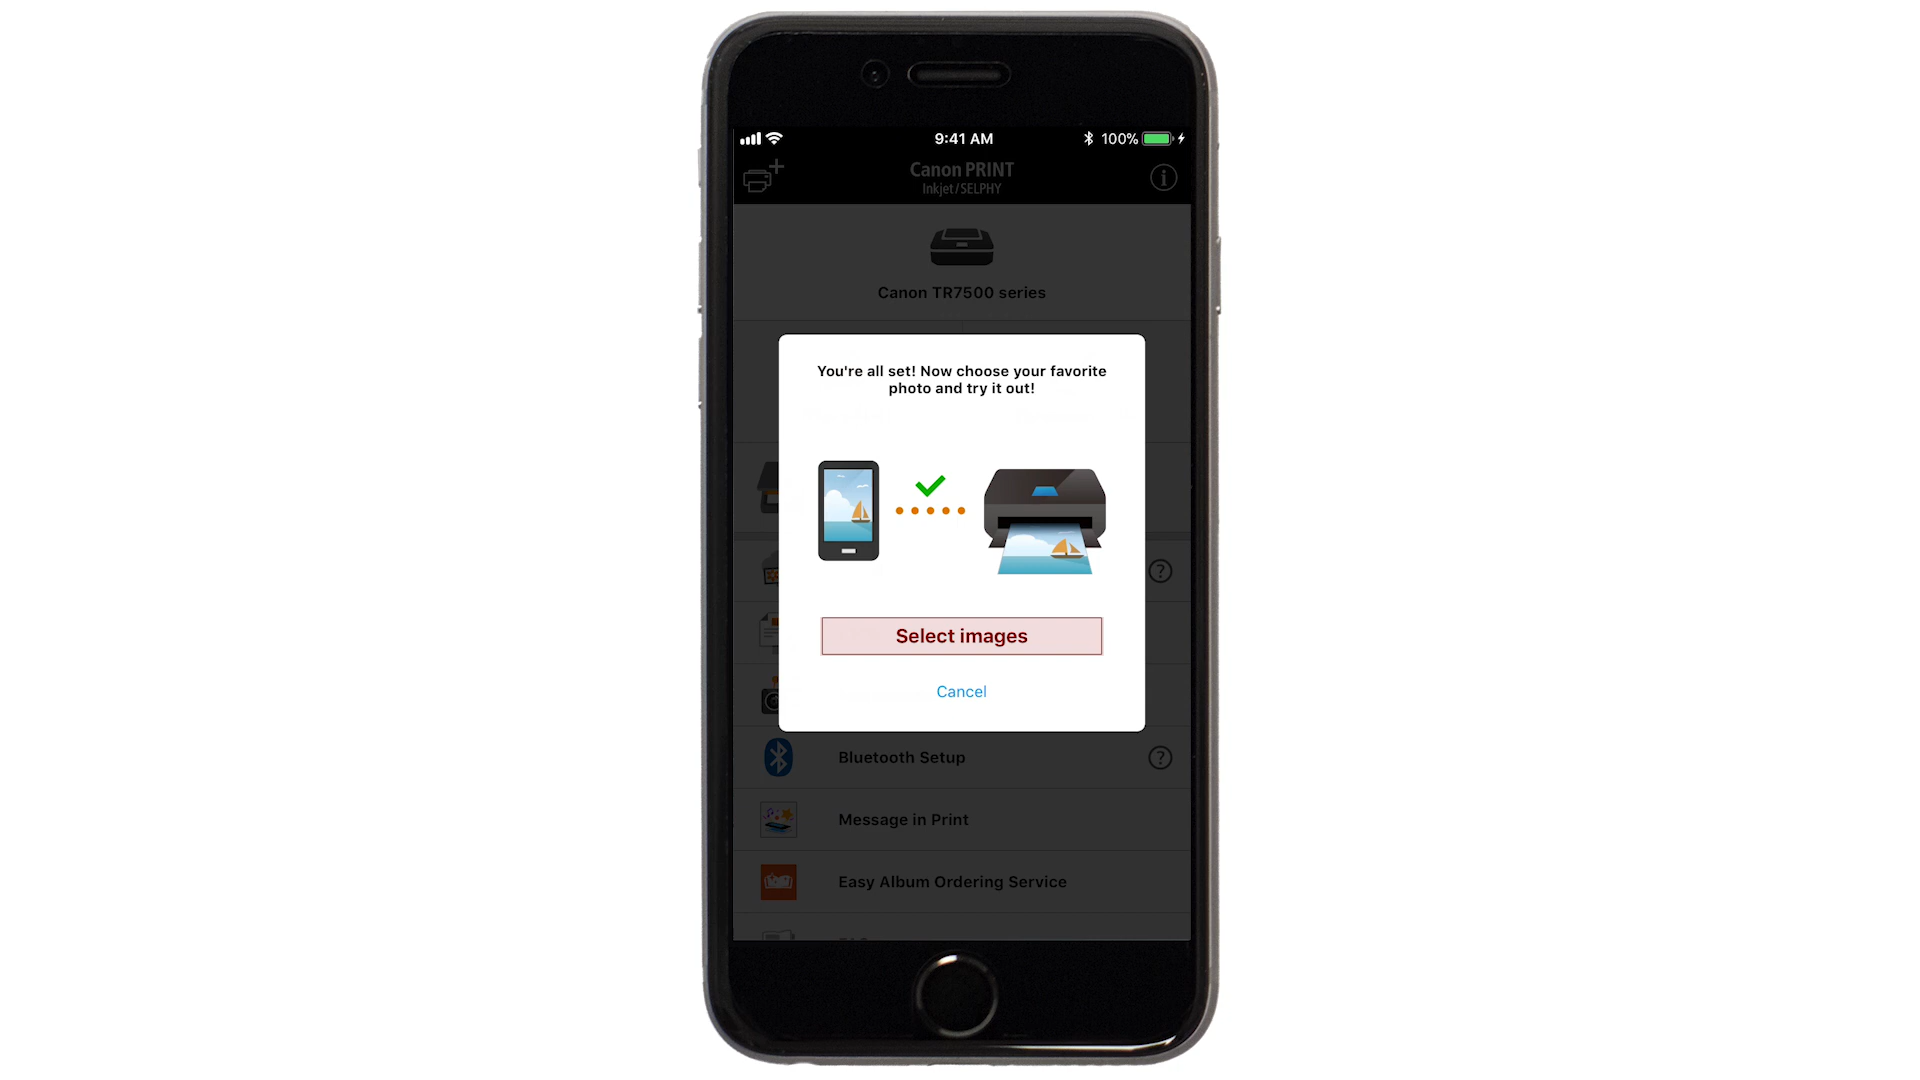 9:41 AM
100%
Canon PRINT
Inkjet/SELPHY
Canon TR7500 series
You're all set! Now choose your favorite
photo and try it out!
Select images
Cancel
Bluetooth Setup
Message in Print
Easy Album Ordering Service